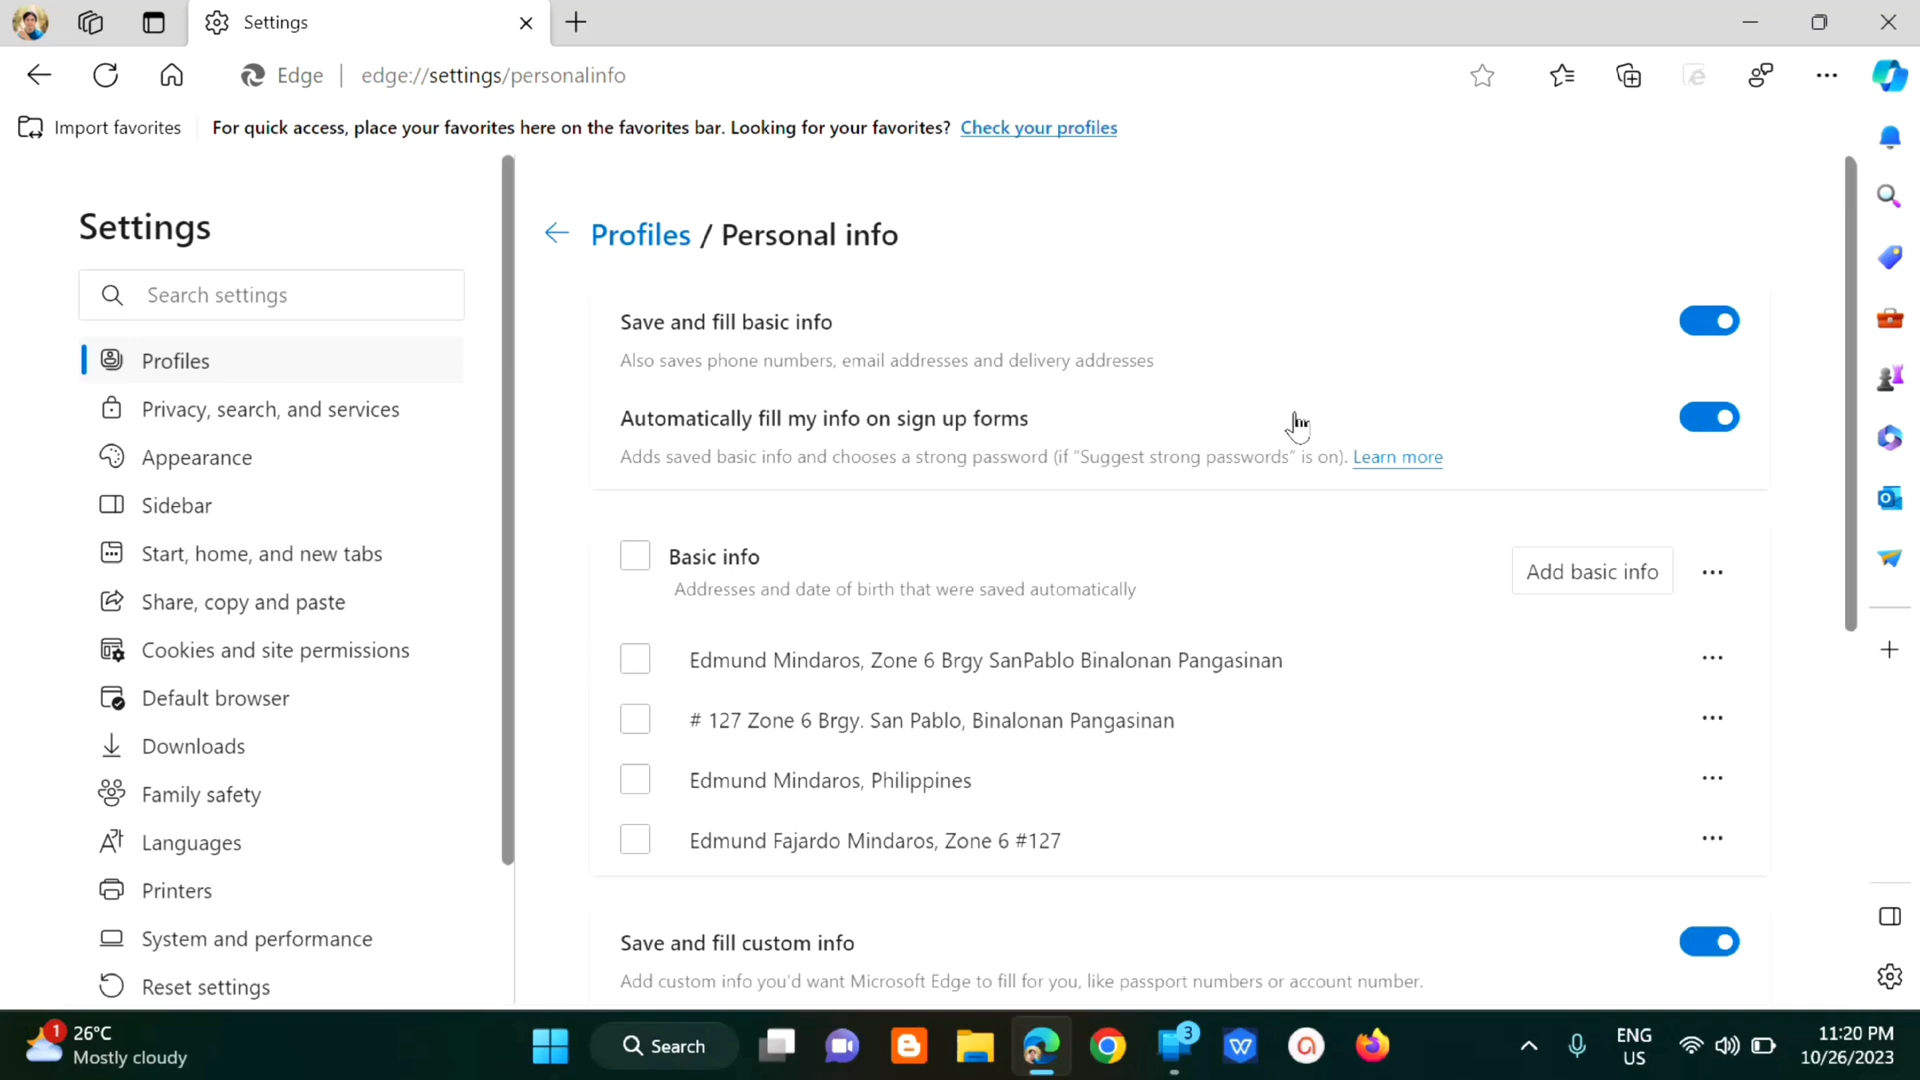 Settings
Edge
edge://settings/personalinfo
Import favorites
For quick access, place your favorites here on the favorites bar. Looking for your favorites? Check your profiles
Settings
Search settings
Profiles
Privacy, search, and services
Appearance
Sidebar
Start, home, and new tabs
Share, copy and paste
Cookies and site permissions
Default browser
Downloads
Family safety
Languages
Printers
System and performance
Reset settings
Profiles / Personal info
Save and fill basic info
Also saves phone numbers, email addresses and delivery addresses
Automatically fill my info on sign up forms
Adds saved basic info and chooses a strong password (if "Suggest strong passwords" is on). Learn more
Basic info
Add basic info
Addresses and date of birth that were saved automatically
Edmund Mindaros, Zone 6 Brgy SanPablo Binalonan Pangasinan
# 127 Zone 6 Brgy. San Pablo, Binalonan Pangasinan
Edmund Mindaros, Philippines
Edmund Fajardo Mindaros, Zone 6 #127
Save and fill custom info
Add custom info you'd want Microsoft Edge to fill for you, like passport numbers or account number.
1
26°C
Mostly cloudy
Search
3
ENG
US
11:20 PM
10/26/2023